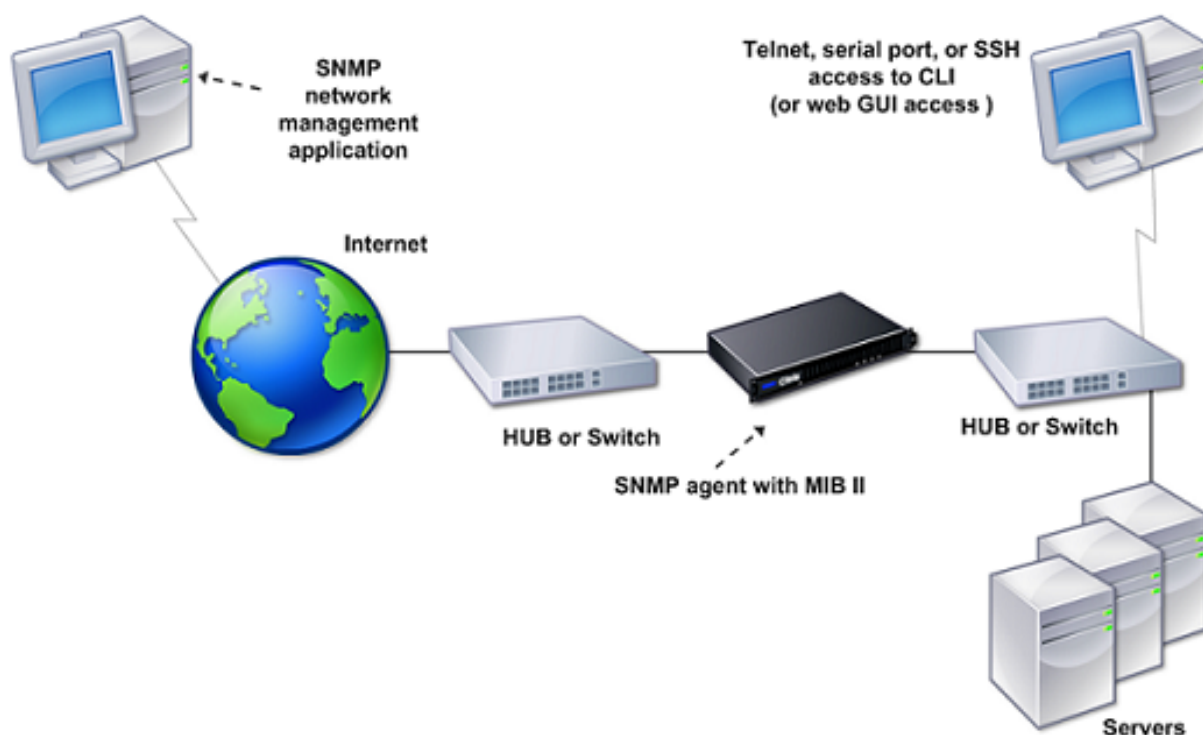 SNMP
network
management
application
Telnet, serial port, or SSH
access to CLI
(or web GUI access )
Internet
HUB or Switch
SNMP agent with MIB II
HUB or Switch
Servers